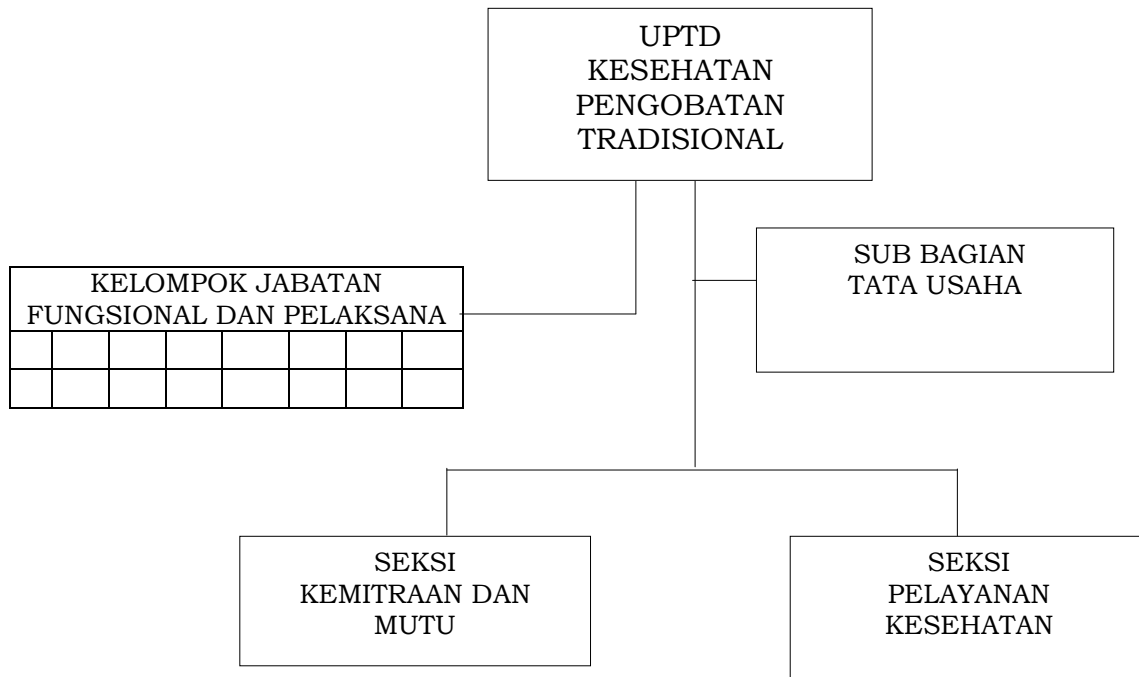 UPTD
KESEHATAN
PENGOBATAN
TRADISIONAL
SUB BAGIAN
TATA USAHA
KELOMPOK JABATAN
FUNGSIONAL DAN PELAKSANA
SEKSI
KEMITRAAN DAN
MUTU
SEKSI
PELAYANAN
KESEHATAN